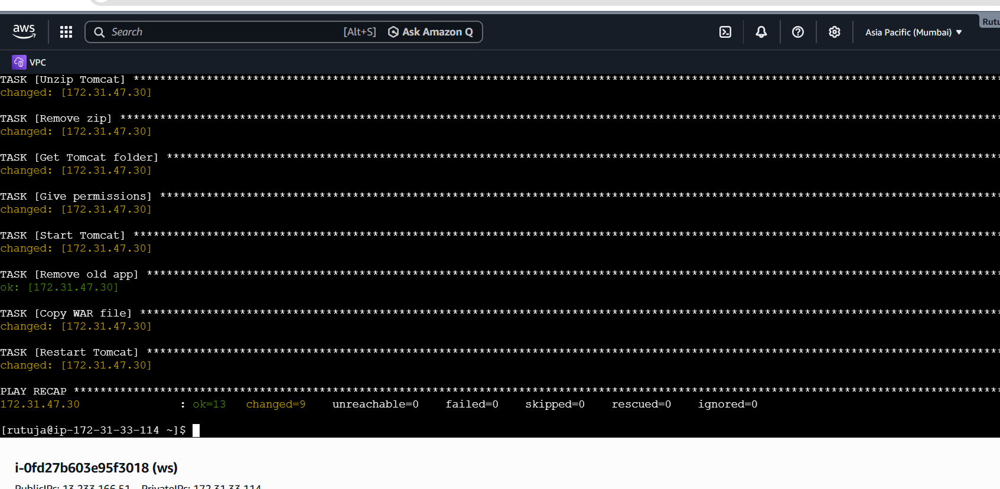 aws Search [Alt+S] Ask Amazon Q Asia Pacific (Mumbai) ▼ Rutu
VPC
TASK [Unzip Tomcat] ***********************************************************************************************************************************
changed: [172.31.47.30]
TASK [Remove zip] *************************************************************************************************************************************
changed: [172.31.47.30]
TASK [Get Tomcat folder] ******************************************************************************************************************************
changed: [172.31.47.30]
TASK [Give permissions] *******************************************************************************************************************************
changed: [172.31.47.30]
TASK [Start Tomcat] ***********************************************************************************************************************************
changed: [172.31.47.30]
TASK [Remove old app] *********************************************************************************************************************************
ok: [172.31.47.30]
TASK [Copy WAR file] **********************************************************************************************************************************
changed: [172.31.47.30]
TASK [Restart Tomcat] *********************************************************************************************************************************
changed: [172.31.47.30]
PLAY RECAP ********************************************************************************************************************************************
172.31.47.30 : ok=13 changed=9 unreachable=0 failed=0 skipped=0 rescued=0 ignored=0
[rutuja@ip-172-31-33-114 ~]$
i-0fd27b603e95f3018 (ws)
PublicIPs: 13.233.166.51 PrivateIPs: 172.31.33.114